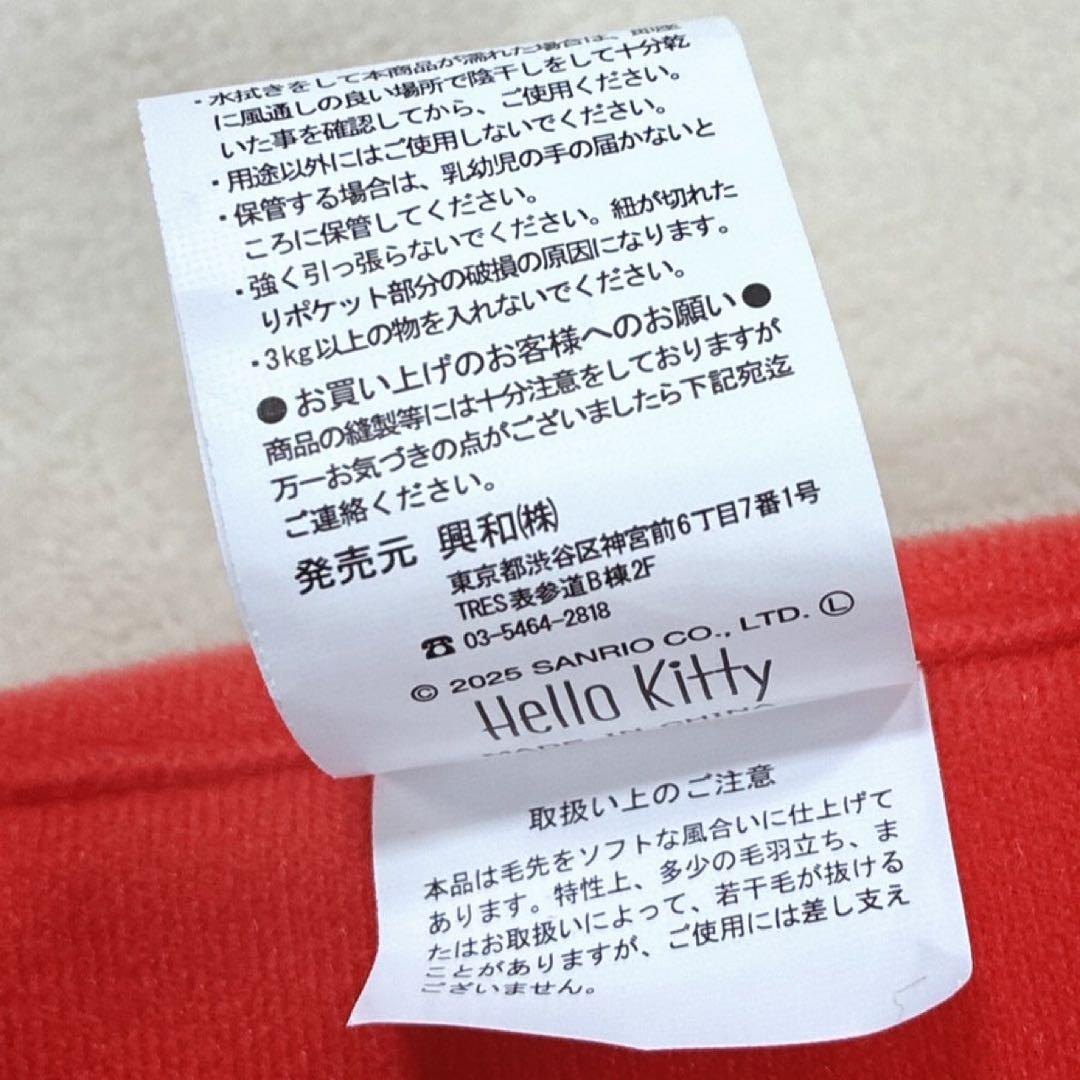 ・水拭きをして本商品が濡れた場合は、
に風通しの良い場所で陰干しをして十分乾
いた事を確認してから、ご使用ください。
・用途以外にはご使用しないでください。
・保管する場合は、乳幼児の手の届かないと
ころに保管してください。
・強く引っ張らないでください。紐が切れた
りポケット部分の破損の原因になります。
・3kg以上の物を入れないでください。
●お買い上げのお客様へのお願い●
商品の縫製等には十分注意をしておりますが
万一お気づきの点がございましたら下記宛迄
ご連絡ください。
発売元 興和㈱
東京都渋谷区神宮前6丁目7番1号
TRES表参道B棟2F
☎ 03-5464-2818
© 2025 SANRIO CO., LTD. Ⓛ
Hello Kitty
MADE IN CHINA
取扱い上のご注意
本品は毛先をソフトな風合いに仕上げて
あります。特性上、多少の毛羽立ち、ま
たはお取扱いによって、若干毛が抜ける
ことがありますが、ご使用には差し支え
ございません。